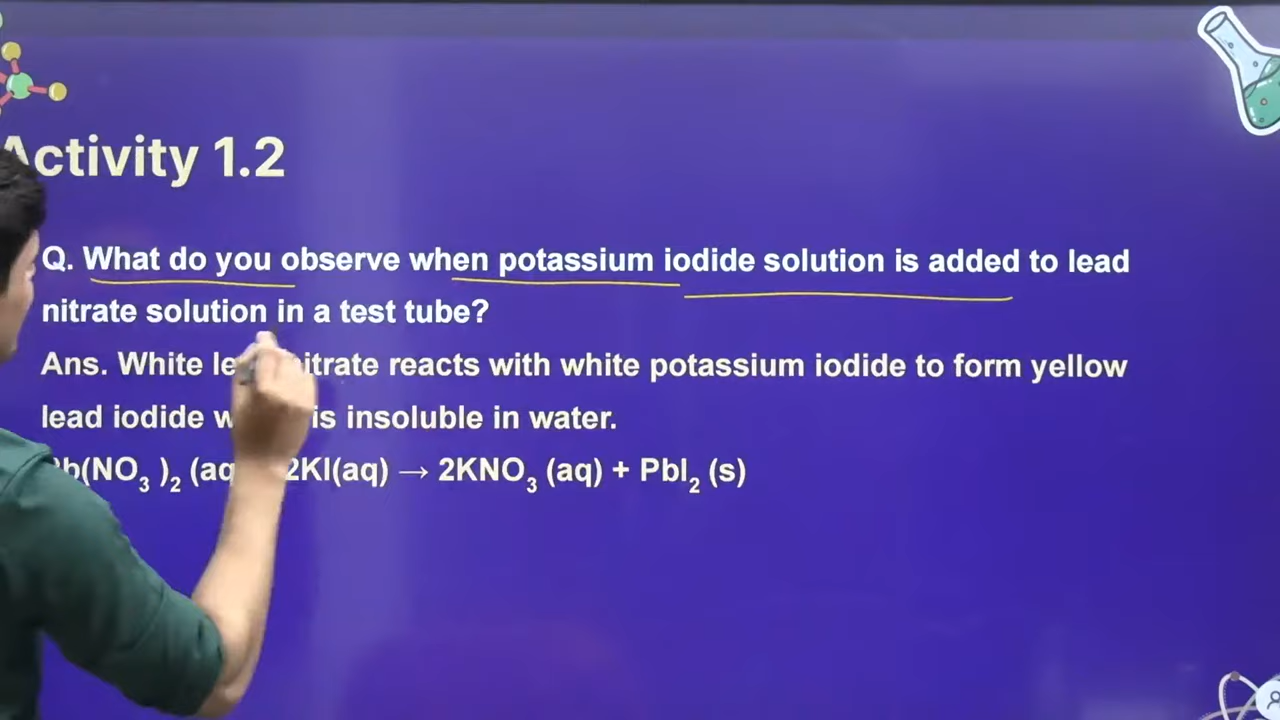 Activity 1.2
Q. What do you observe when potassium iodide solution is added to lead
nitrate solution in a test tube?
Ans. White reacts with white potassium iodide to form yellow
lead iodide is insoluble in water.
(NO₃)₂ (aq 2KI(aq) → 2KNO₃ (aq) + PbI₂ (s)